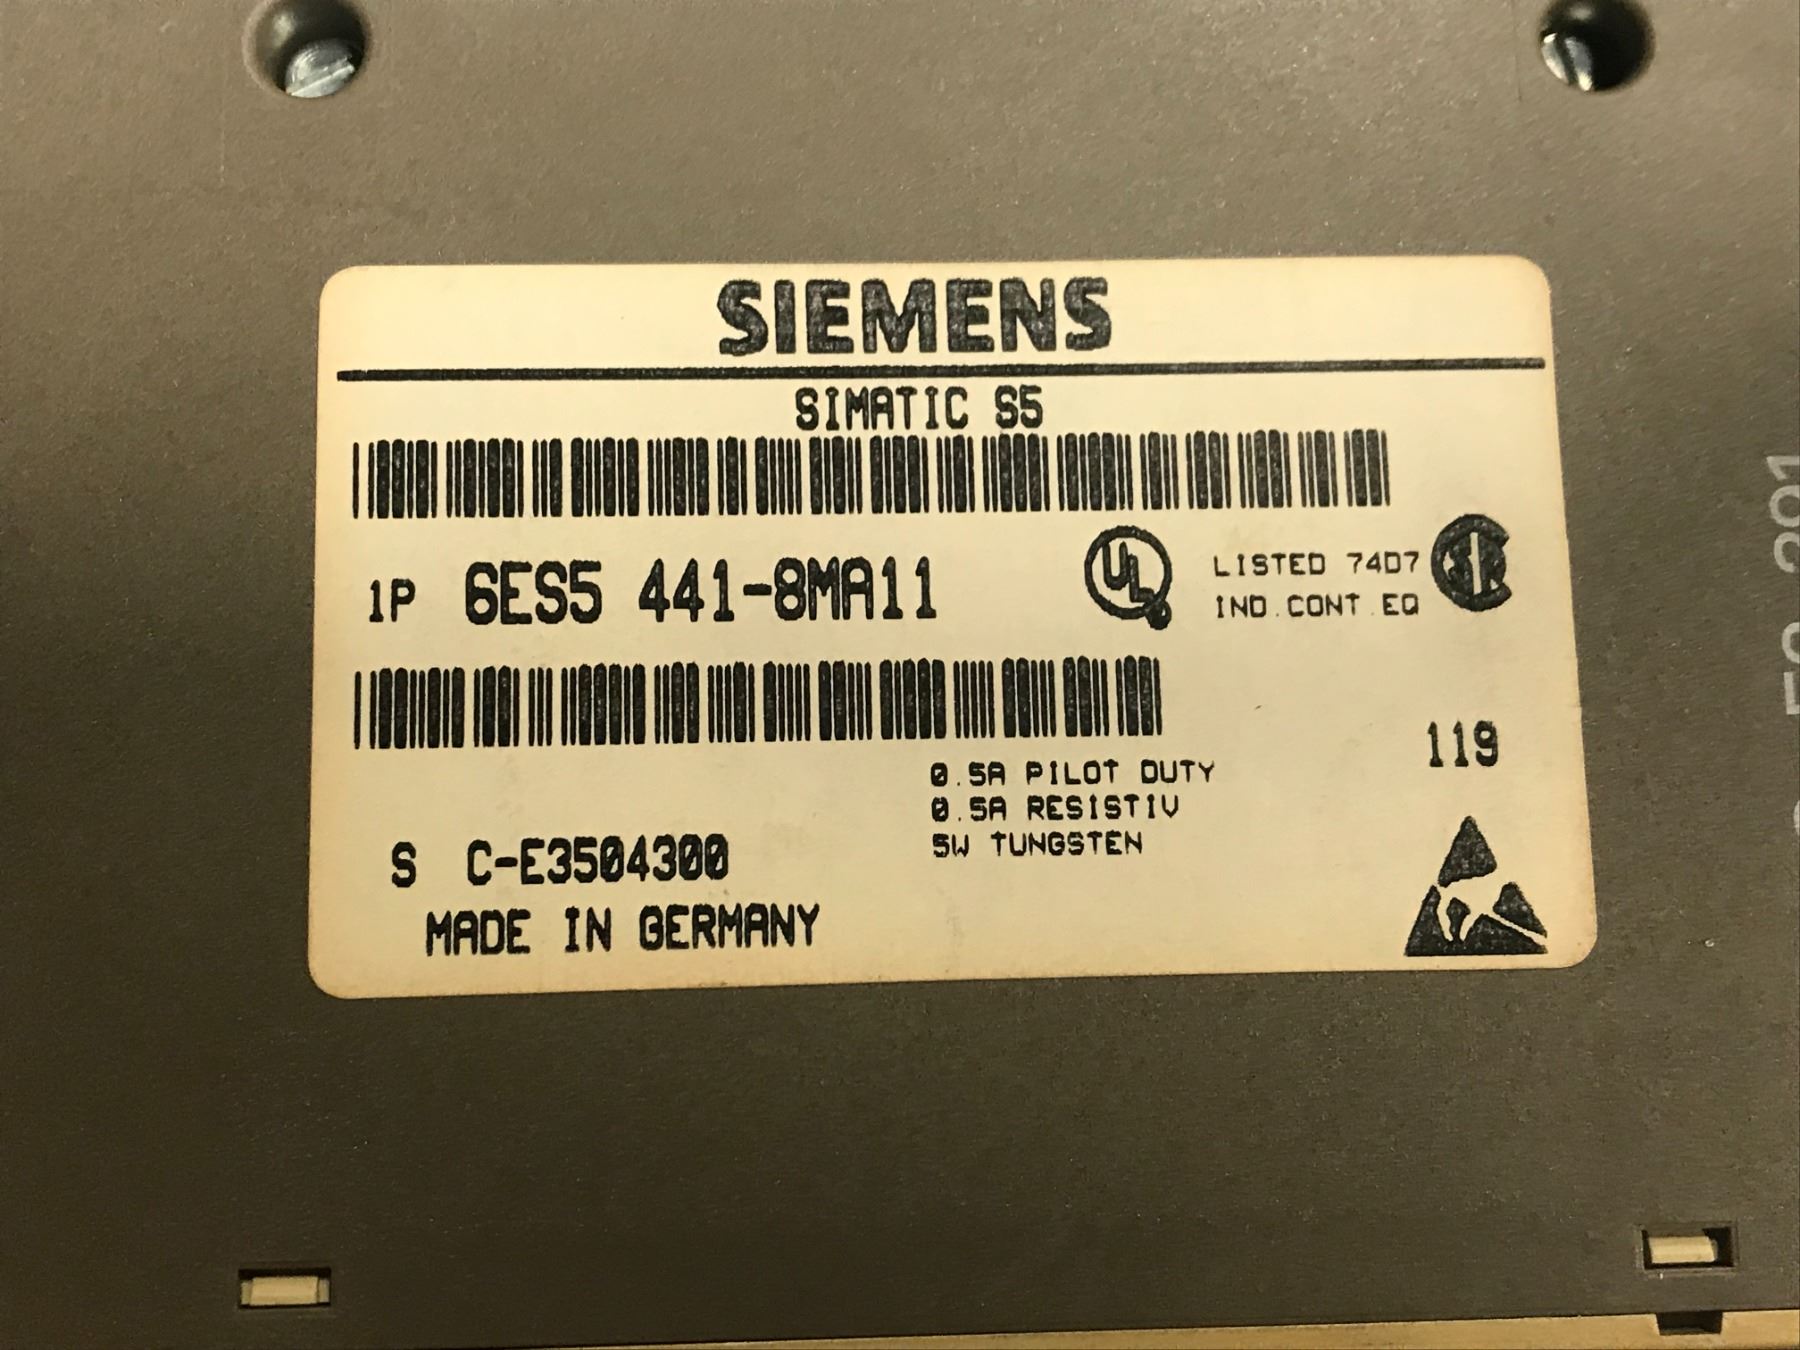 SIEMENS
SIMATIC S5
1P 6ES5 441-8MA11
UL LISTED 74D7
IND. CONT. EQ
119
0.5A PILOT DUTY
0.5A RESISTIV
5W TUNGSTEN
S C-E3504300
MADE IN GERMANY